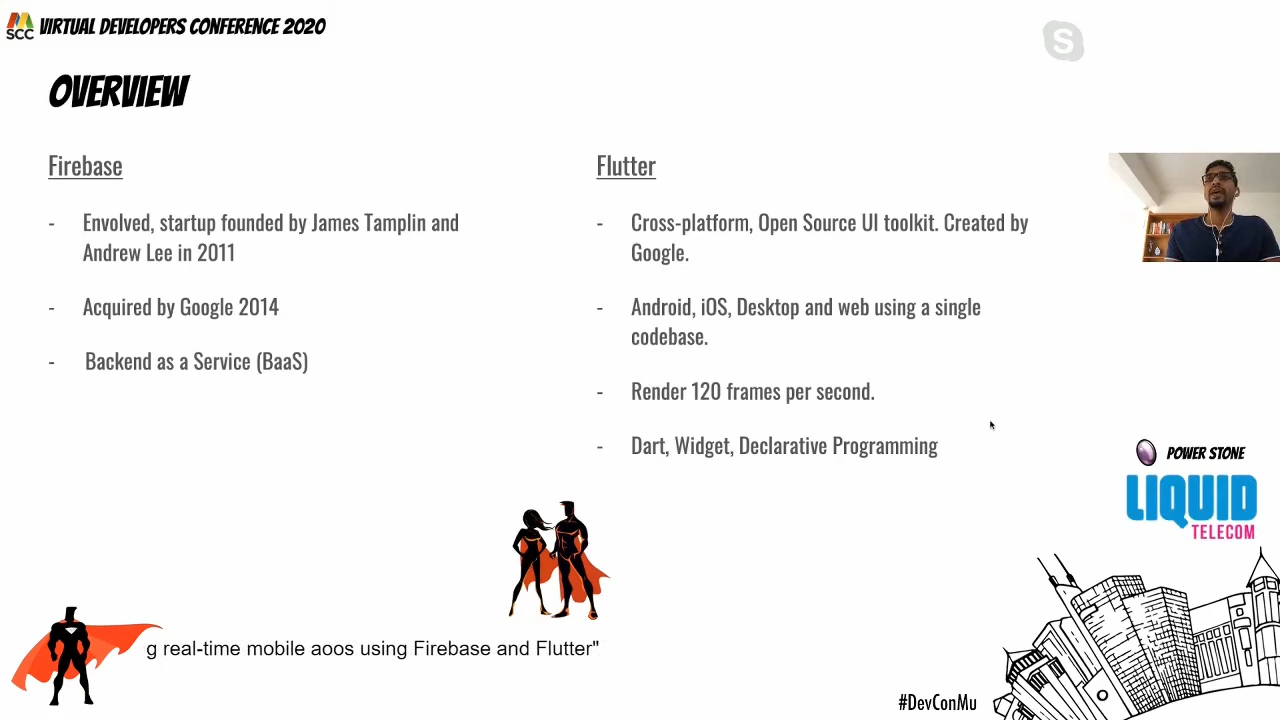 SCC VIRTUAL DEVELOPERS CONFERENCE 2020
S
OVERVIEW
Firebase
- Envolved, startup founded by James Tamplin and
Andrew Lee in 2011
- Acquired by Google 2014
- Backend as a Service (BaaS)
Flutter
- Cross-platform, Open Source UI toolkit. Created by
Google.
- Android, iOS, Desktop and web using a single
codebase.
- Render 120 frames per second.
- Dart, Widget, Declarative Programming
POWER STONE
LIQUID
TELECOM
g real-time mobile aoos using Firebase and Flutter"
#DevConMu